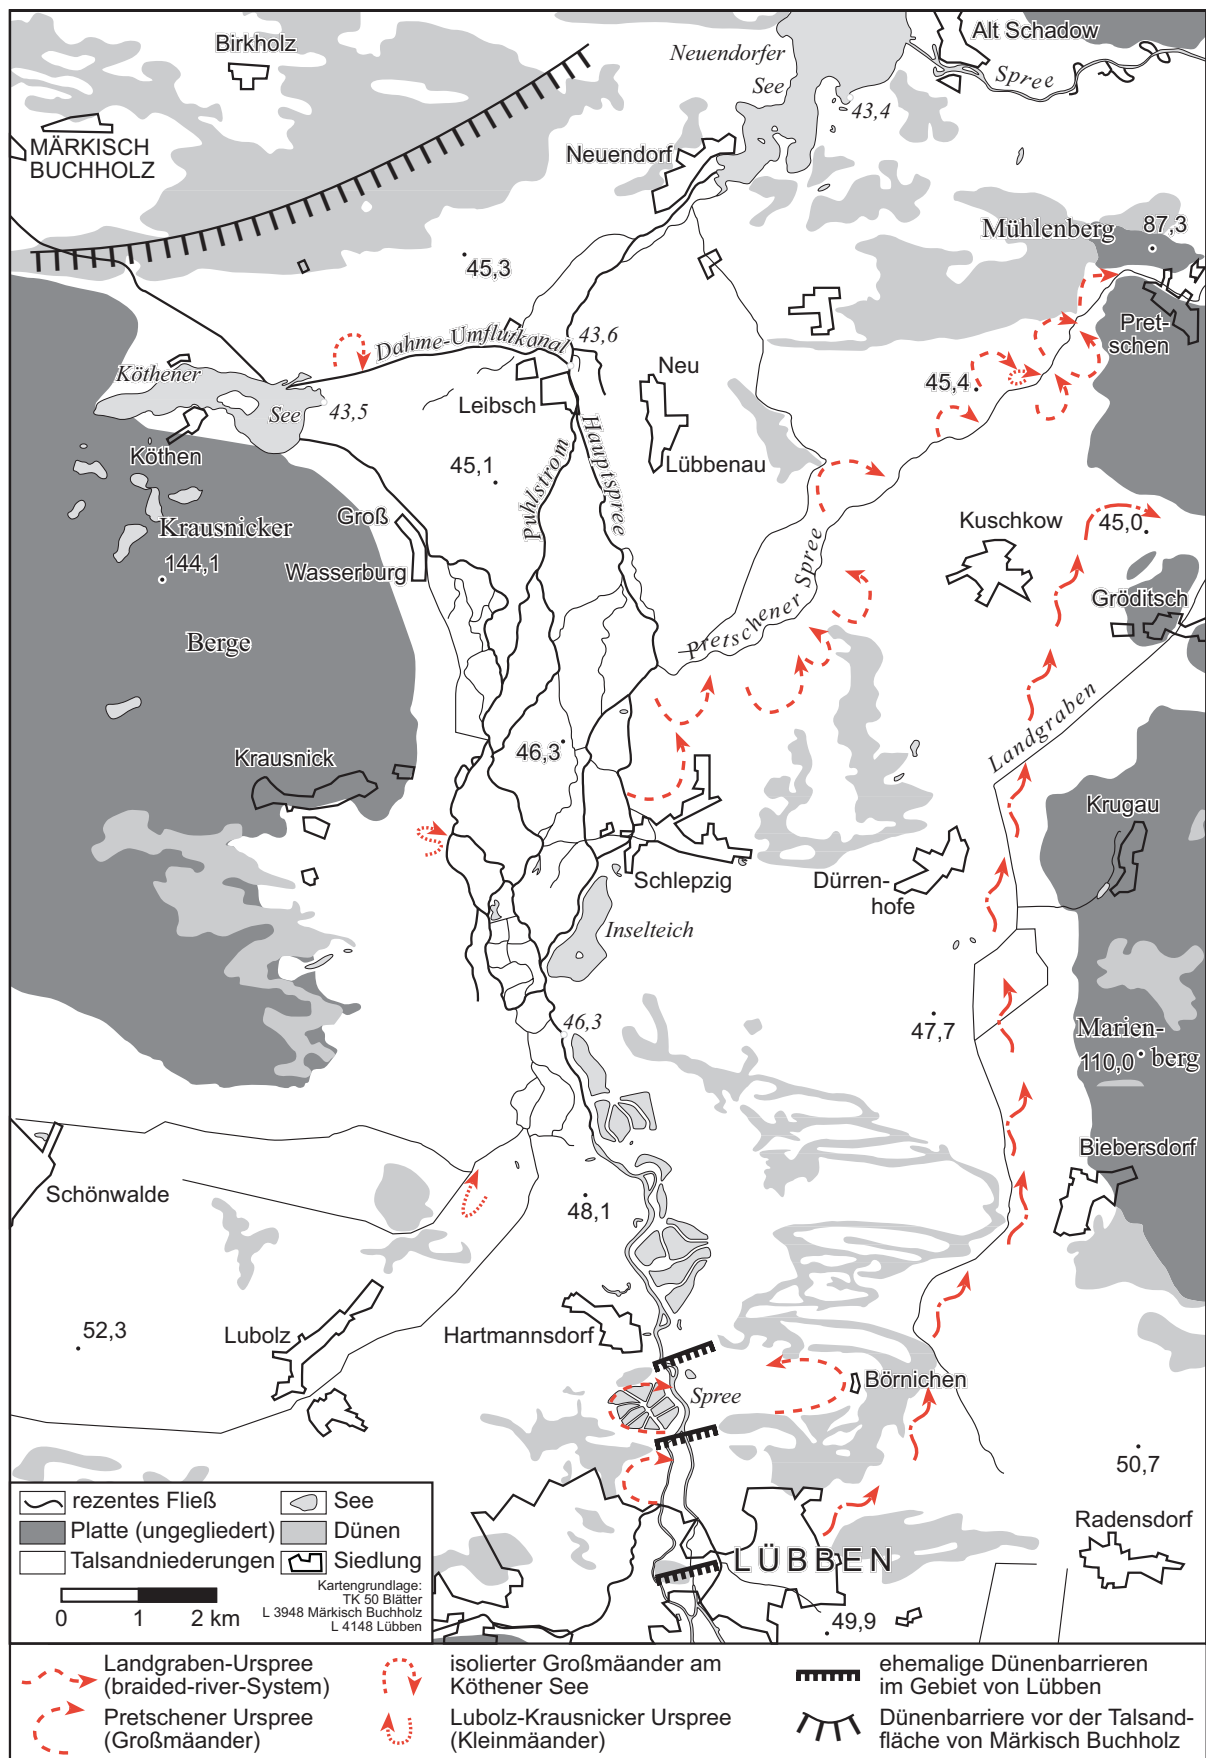 Birkholz
Neuendorfer
See
Alt Schadow
Spree
43,4
MÄRKISCH
BUCHHOLZ
Neuendorf
Mühlenberg
87,3
45,3
Pret-
schen
Dahme-Umflutkanal
43,6
Köthener
See
43,5
Leibsch
Neu
Lübbenau
45,4
Köthen
45,1
Puhlstrom
Hauptspree
Krausnicker
144,1
Berge
Groß
Wasserburg
Kuschkow
45,0
Pretschener Spree
Gröditsch
Landgraben
46,3
Krausnick
Krugau
Schlepzig
Dürren-
hofe
Inselteich
46,3
47,7
Marien-
110,0
berg
Biebersdorf
Schönwalde
48,1
52,3
Lubolz
Hartmannsdorf
Spree
Börnichen
50,7
Radensdorf
LÜBBEN
49,9
rezentes Fließ
See
Platte (ungegliedert)
Dünen
Talsandniederungen
Siedlung
0 1 2 km
Kartengrundlage:
TK 50 Blätter
L 3948 Märkisch Buchholz
L 4148 Lübben
Landgraben-Urspree
(braided-river-System)
Pretschener Urspree
(Großmäander)
isolierter Großmäander am
Köthener See
Lubolz-Krausnicker Urspree
(Kleinmäander)
ehemalige Dünenbarrieren
im Gebiet von Lübben
Dünenbarriere vor der Talsand-
fläche von Märkisch Buchholz